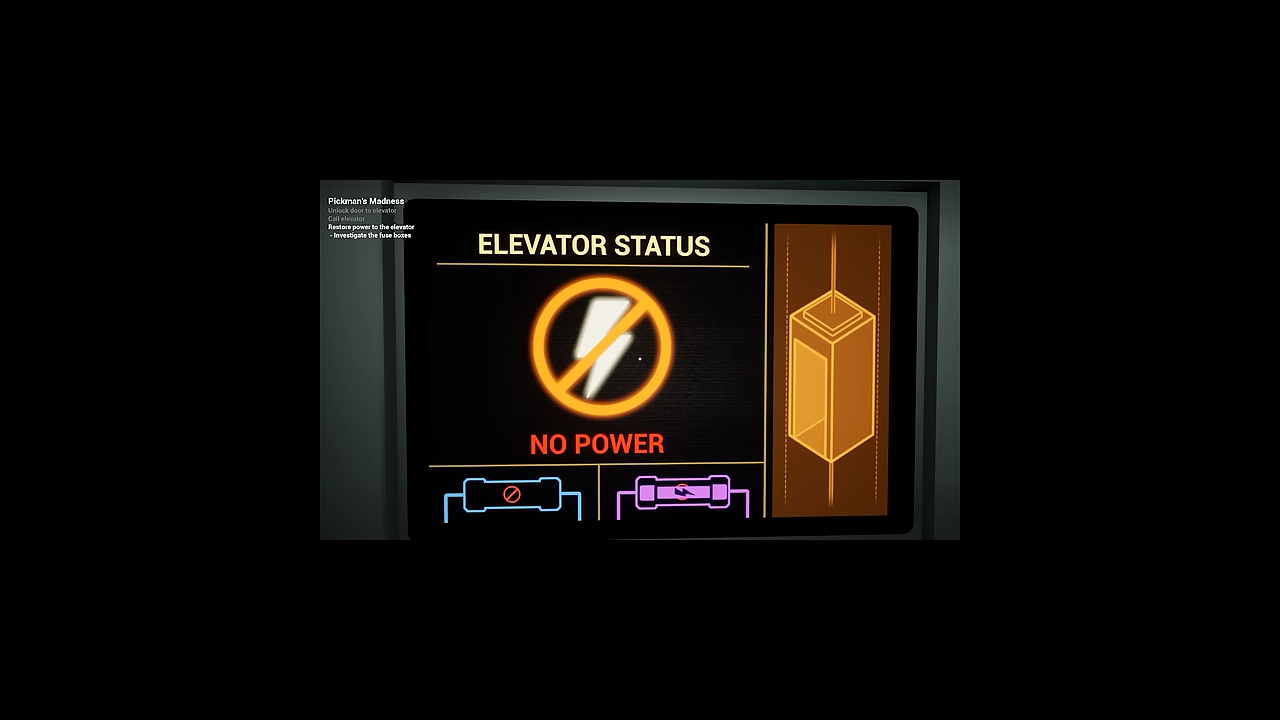 Pickman's Madness
Unlock door to elevator
Call elevator
Restore power to the elevator
- Investigate the fuse boxes
ELEVATOR STATUS
NO POWER